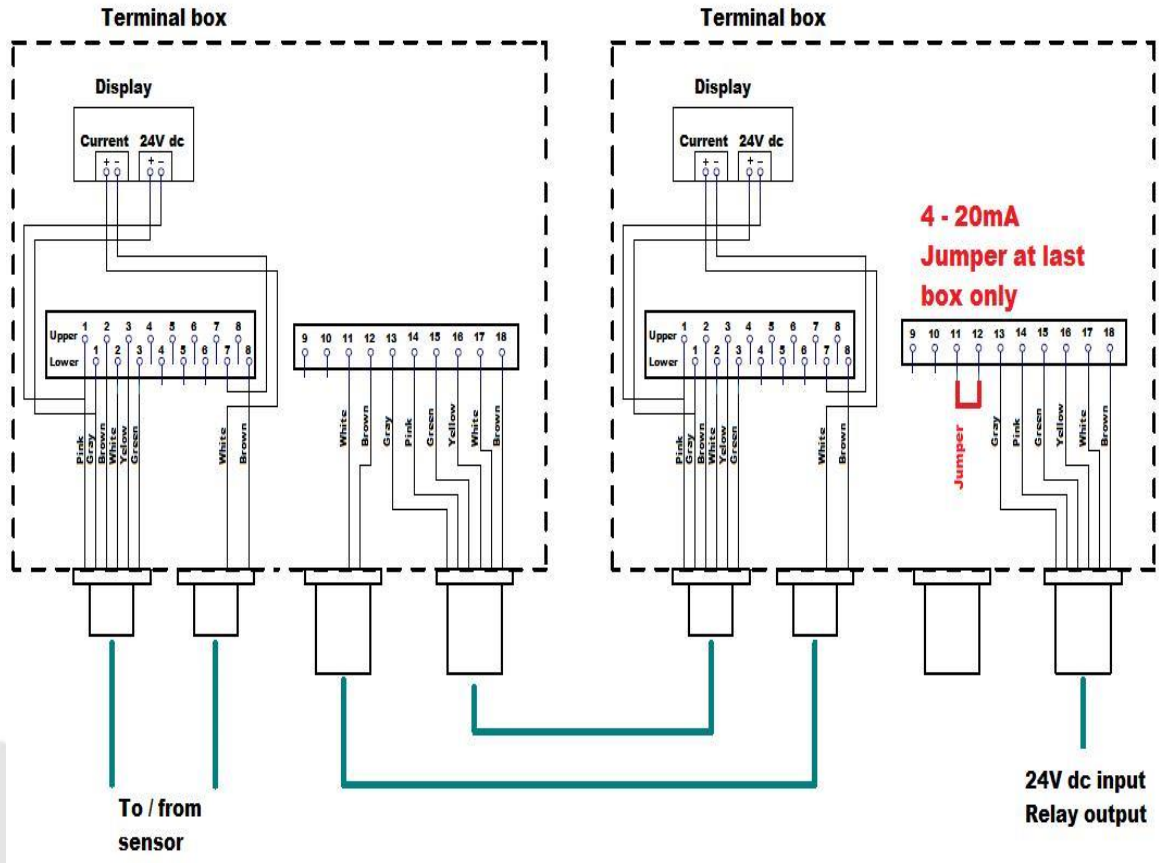 Terminal box
Display
Current 24V dc
+ - + -
Upper 1 2 3 4 5 6 7 8
Lower 1 2 3 4 5 6 7 8
9 10 11 12 13 14 15 16 17 18
Pink
Gray
Brown
White
Yellow
Green
White
Brown
White
Brown
Gray
Pink
Green
Yellow
White
Brown
To / from
sensor
Terminal box
Display
Current 24V dc
+ - + -
4 - 20mA
Jumper at last
box only
Upper 1 2 3 4 5 6 7 8
Lower 1 2 3 4 5 6 7 8
9 10 11 12 13 14 15 16 17 18
Pink
Gray
Brown
White
Yellow
Green
White
Brown
Jumper
Gray
Pink
Green
Yellow
White
Brown
24V dc input
Relay output